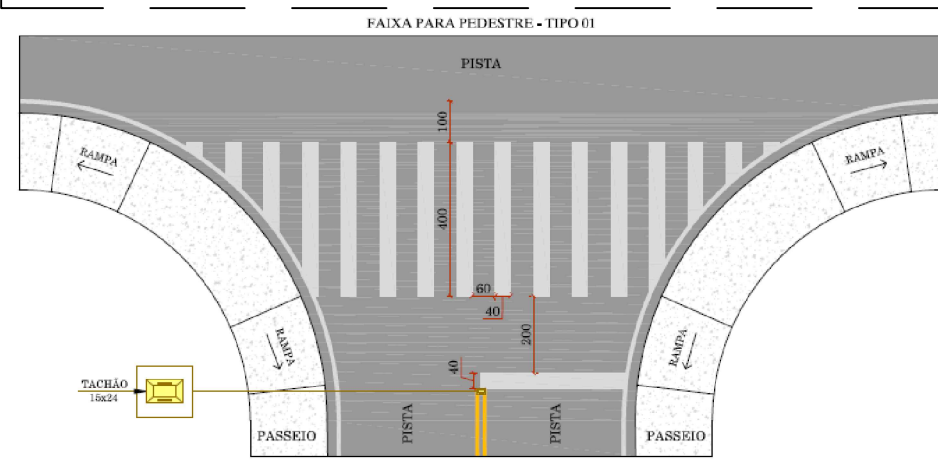 FAIXA PARA PEDESTRE - TIPO 01
PISTA
100
RAMPA
RAMPA
400
60
40
200
RAMPA
RAMPA
40
TACHÃO
15x24
PISTA
PISTA
PASSEIO
PASSEIO